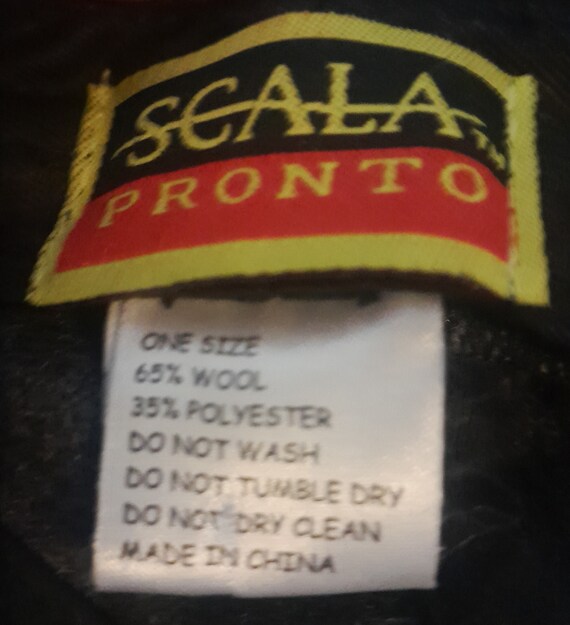 SCALA™
PRONTO
ONE SIZE
65% WOOL
35% POLYESTER
DO NOT WASH
DO NOT TUMBLE DRY
DO NOT DRY CLEAN
MADE IN CHINA